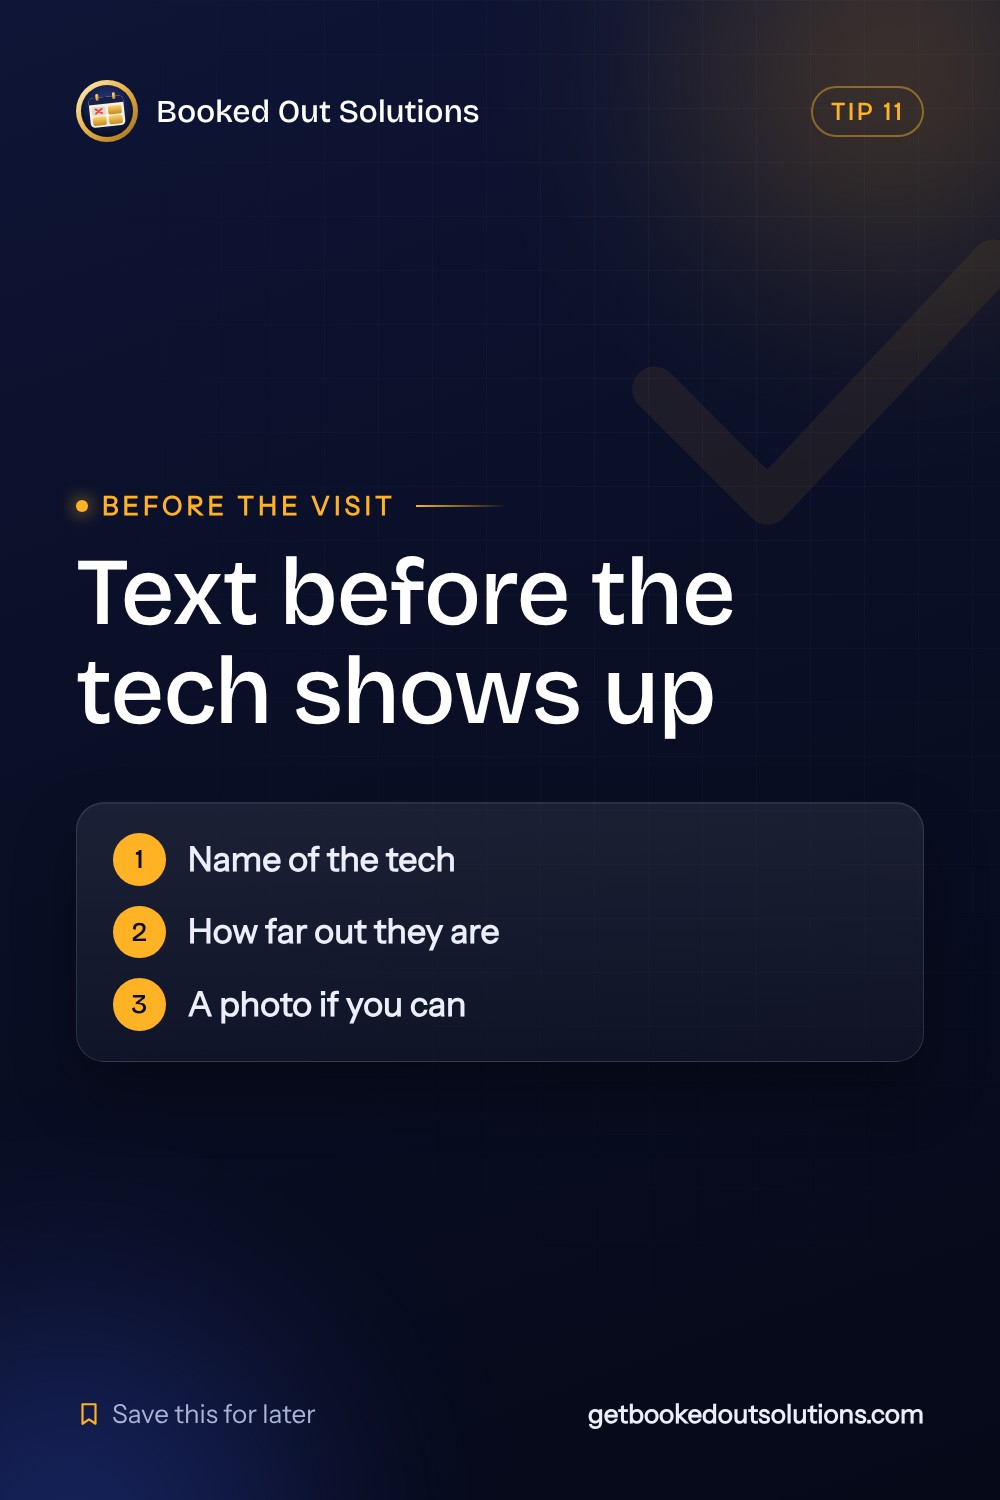 Booked Out Solutions
TIP 11
BEFORE THE VISIT
Text before the
tech shows up
1 Name of the tech
2 How far out they are
3 A photo if you can
Save this for later
getbookedoutsolutions.com